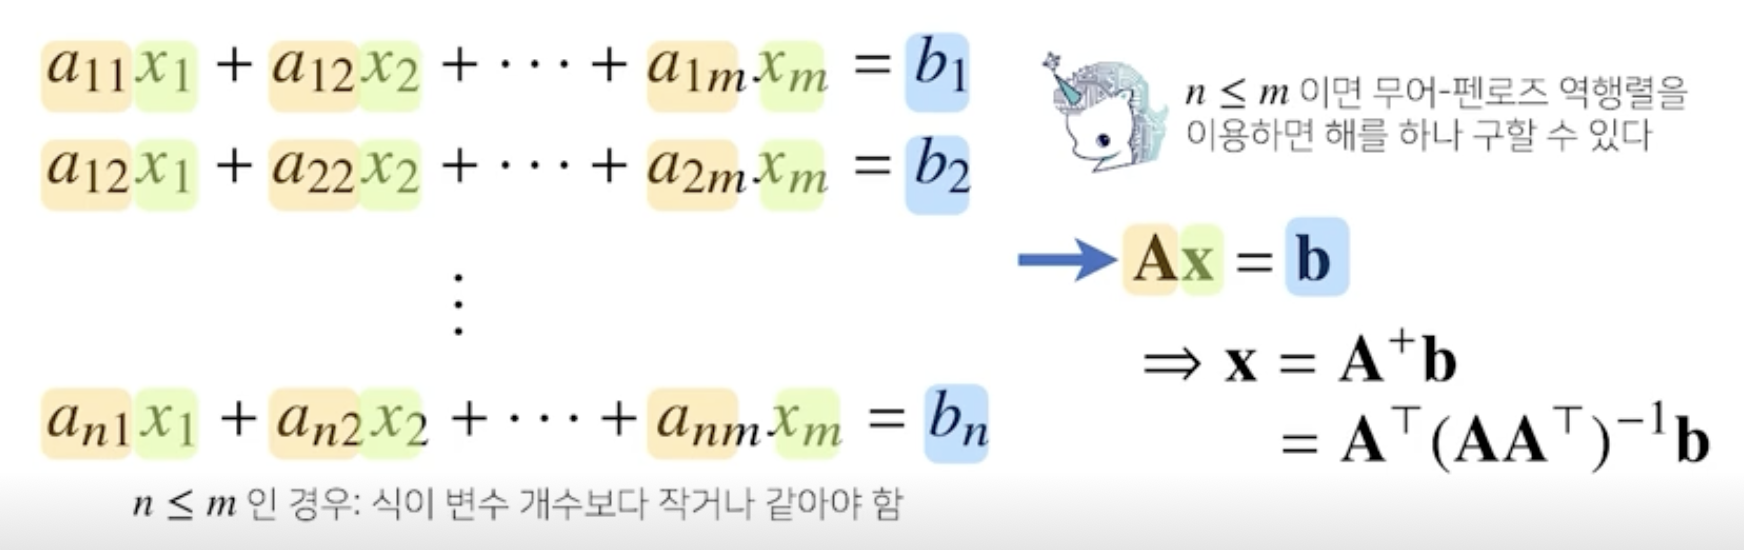 a₁₁x₁ + a₁₂x₂ + ⋯ + a₁ₘxₘ = b₁
a₁₂x₁ + a₂₂x₂ + ⋯ + a₂ₘxₘ = b₂
⋮
aₙ₁x₁ + aₙ₂x₂ + ⋯ + aₙₘxₘ = bₙ
n ≤ m 인 경우: 식이 변수 개수보다 작거나 같아야 함
n ≤ m 이면 무어-펜로즈 역행렬을
이용하면 해를 하나 구할 수 있다
Ax = b
⇒ x = A⁺b
= A⊤(AA⊤)⁻¹b